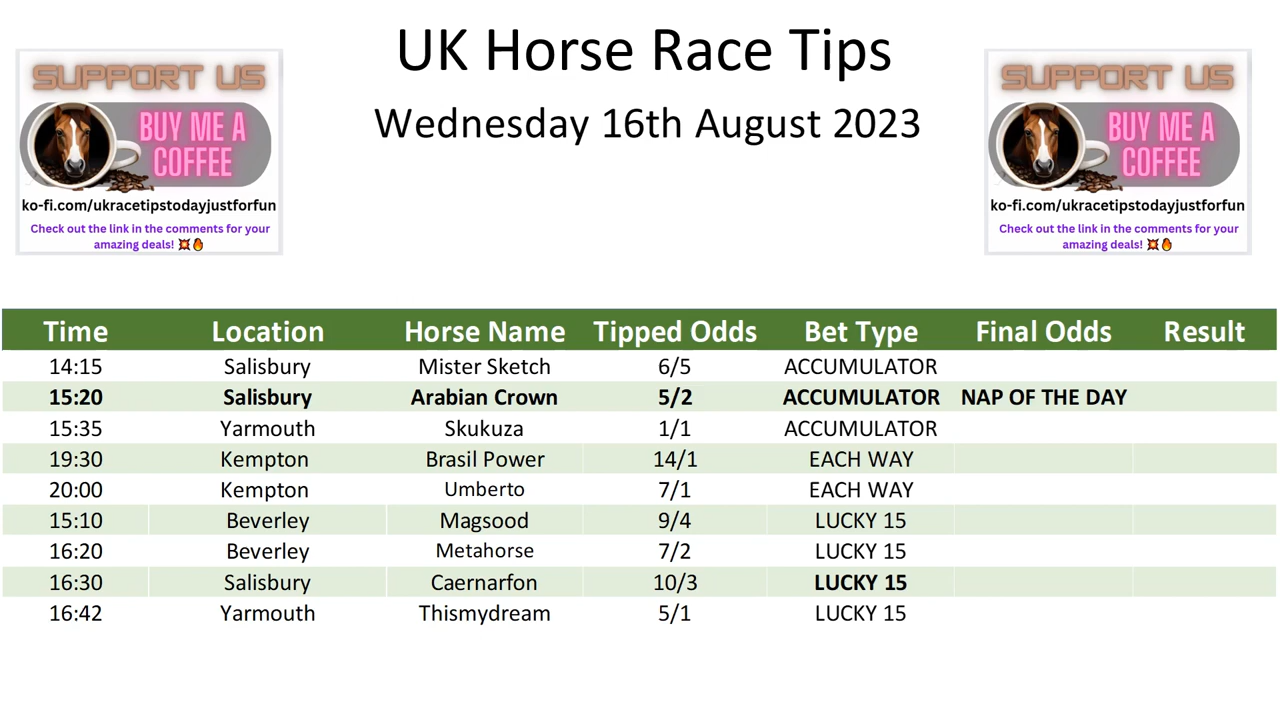 UK Horse Race Tips
Wednesday 16th August 2023
SUPPORT US
BUY ME A
COFFEE
ko-fi.com/ukracetipstodayjustforfun
Check out the link in the comments for your
amazing deals! 💥🔥
SUPPORT US
BUY ME A
COFFEE
ko-fi.com/ukracetipstodayjustforfun
Check out the link in the comments for your
amazing deals! 💥🔥
Time Location Horse Name Tipped Odds Bet Type Final Odds Result
14:15 Salisbury Mister Sketch 6/5 ACCUMULATOR
15:20 Salisbury Arabian Crown 5/2 ACCUMULATOR NAP OF THE DAY
15:35 Yarmouth Skukuza 1/1 ACCUMULATOR
19:30 Kempton Brasil Power 14/1 EACH WAY
20:00 Kempton Umberto 7/1 EACH WAY
15:10 Beverley Magsood 9/4 LUCKY 15
16:20 Beverley Metahorse 7/2 LUCKY 15
16:30 Salisbury Caernarfon 10/3 LUCKY 15
16:42 Yarmouth Thismydream 5/1 LUCKY 15